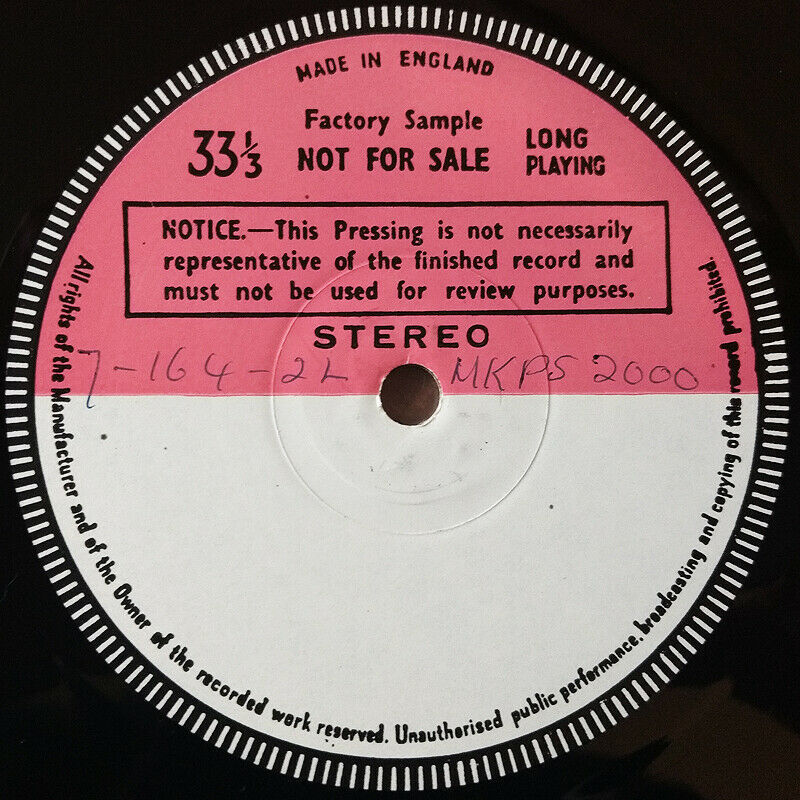 MADE IN ENGLAND
Factory Sample
33⅓ NOT FOR SALE LONG PLAYING
NOTICE.—This Pressing is not necessarily
representative of the finished record and
must not be used for review purposes.
STEREO
7-164-2L MKPS 2000
All rights of the Manufacturer and of the Owner of the recorded work reserved. Unauthorised public performance, broadcasting and copying of this record prohibited.